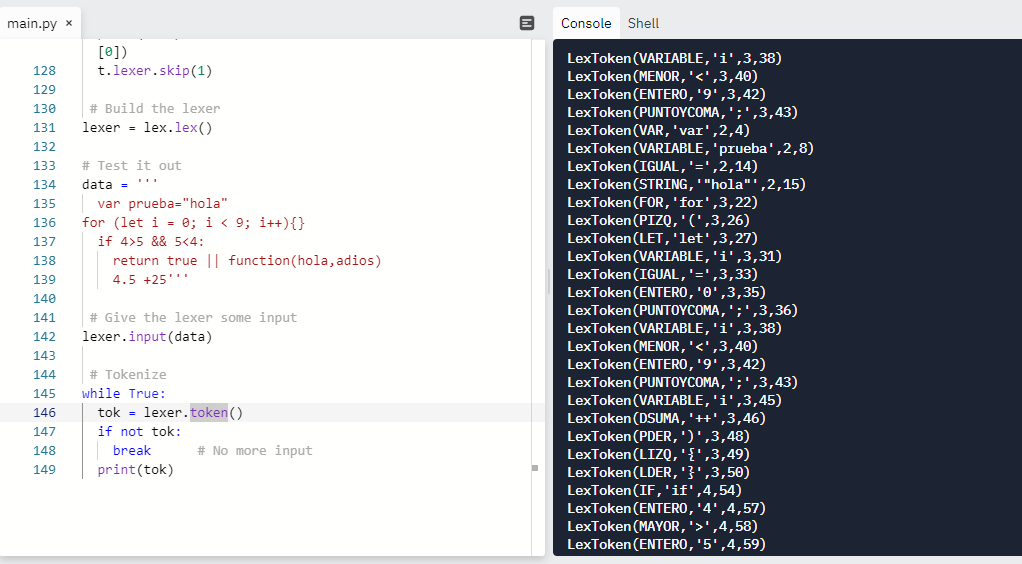 main.py ×
[0])
128 t.lexer.skip(1)
129
130 # Build the lexer
131 lexer = lex.lex()
132
133 # Test it out
134 data = '''
135 var prueba="hola"
136 for (let i = 0; i < 9; i++){}
137 if 4>5 && 5<4:
138 return true || function(hola,adios)
139 4.5 +25'''
140
141 # Give the lexer some input
142 lexer.input(data)
143
144 # Tokenize
145 while True:
146 tok = lexer.token()
147 if not tok:
148 break # No more input
149 print(tok)
Console Shell
LexToken(VARIABLE,'i',3,38)
LexToken(MENOR,'<',3,40)
LexToken(ENTERO,'9',3,42)
LexToken(PUNTOYCOMA,';',3,43)
LexToken(VAR,'var',2,4)
LexToken(VARIABLE,'prueba',2,8)
LexToken(IGUAL,'=',2,14)
LexToken(STRING,'"hola"',2,15)
LexToken(FOR,'for',3,22)
LexToken(PIZQ,'(',3,26)
LexToken(LET,'let',3,27)
LexToken(VARIABLE,'i',3,31)
LexToken(IGUAL,'=',3,33)
LexToken(ENTERO,'0',3,35)
LexToken(PUNTOYCOMA,';',3,36)
LexToken(VARIABLE,'i',3,38)
LexToken(MENOR,'<',3,40)
LexToken(ENTERO,'9',3,42)
LexToken(PUNTOYCOMA,';',3,43)
LexToken(VARIABLE,'i',3,45)
LexToken(DSUMA,'++',3,46)
LexToken(PDER,')',3,48)
LexToken(LIZQ,'{',3,49)
LexToken(LDER,'}',3,50)
LexToken(IF,'if',4,54)
LexToken(ENTERO,'4',4,57)
LexToken(MAYOR,'>',4,58)
LexToken(ENTERO,'5',4,59)